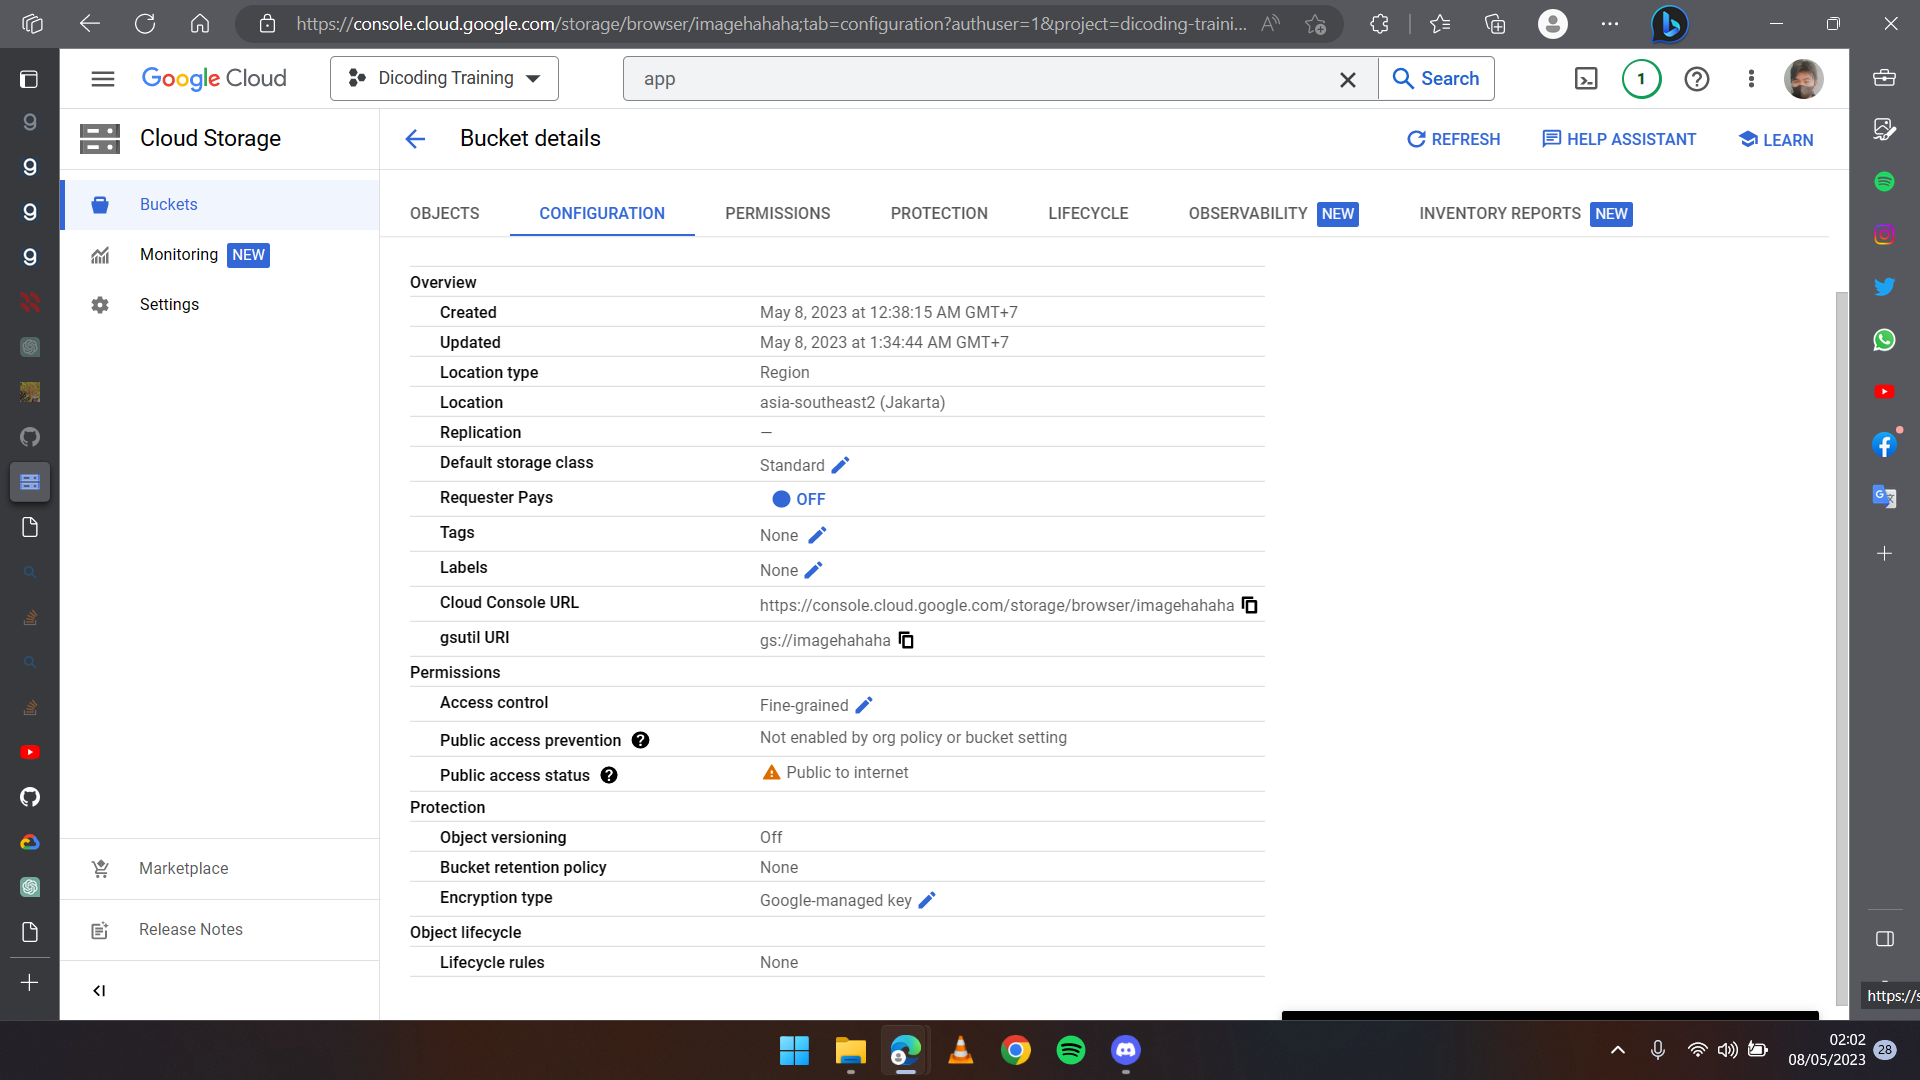 https://console.cloud.google.com/storage/browser/imagehahaha;tab=configuration?authuser=1&project=dicoding-traini...
Google Cloud
Dicoding Training
app
Search
1
Cloud Storage
Bucket details
REFRESH
HELP ASSISTANT
LEARN
Buckets
Monitoring NEW
Settings
OBJECTS
CONFIGURATION
PERMISSIONS
PROTECTION
LIFECYCLE
OBSERVABILITY NEW
INVENTORY REPORTS NEW
Overview
Created May 8, 2023 at 12:38:15 AM GMT+7
Updated May 8, 2023 at 1:34:44 AM GMT+7
Location type Region
Location asia-southeast2 (Jakarta)
Replication —
Default storage class Standard
Requester Pays OFF
Tags None
Labels None
Cloud Console URL https://console.cloud.google.com/storage/browser/imagehahaha
gsutil URI gs://imagehahaha
Permissions
Access control Fine-grained
Public access prevention Not enabled by org policy or bucket setting
Public access status Public to internet
Protection
Object versioning Off
Bucket retention policy None
Encryption type Google-managed key
Object lifecycle
Lifecycle rules None
Marketplace
Release Notes
https://s
02:02
08/05/2023
28